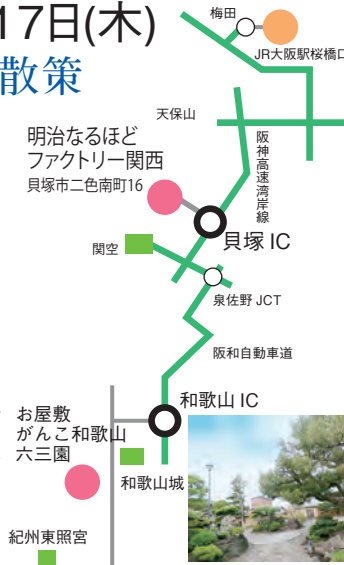 17日(木)
散策
梅田
JR大阪駅桜橋口
天保山
阪神高速湾岸線
明治なるほど
ファクトリー関西
貝塚市二色南町16
貝塚 IC
関空
泉佐野 JCT
阪和自動車道
和歌山 IC
お屋敷
がんこ和歌山
六三園
和歌山城
紀州東照宮